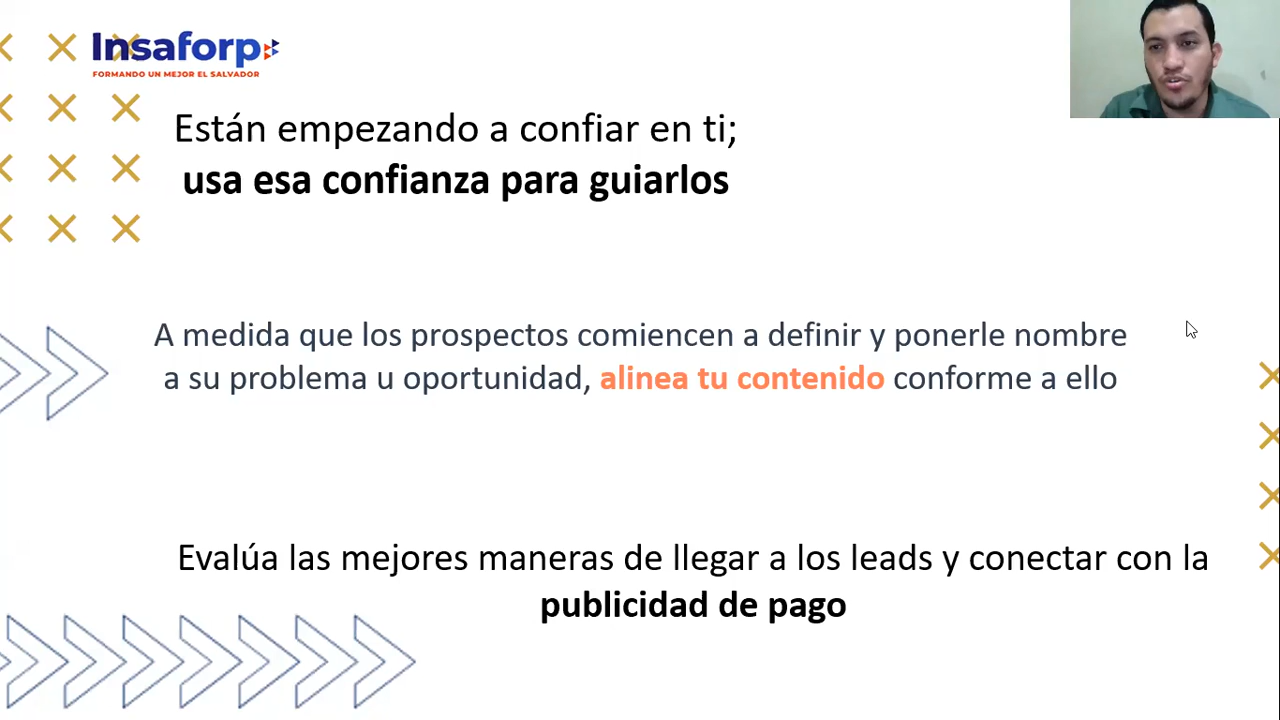 Insaforp
FORMANDO UN MEJOR EL SALVADOR
Están empezando a confiar en ti;
usa esa confianza para guiarlos
A medida que los prospectos comiencen a definir y ponerle nombre
a su problema u oportunidad, alinea tu contenido conforme a ello
Evalúa las mejores maneras de llegar a los leads y conectar con la
publicidad de pago